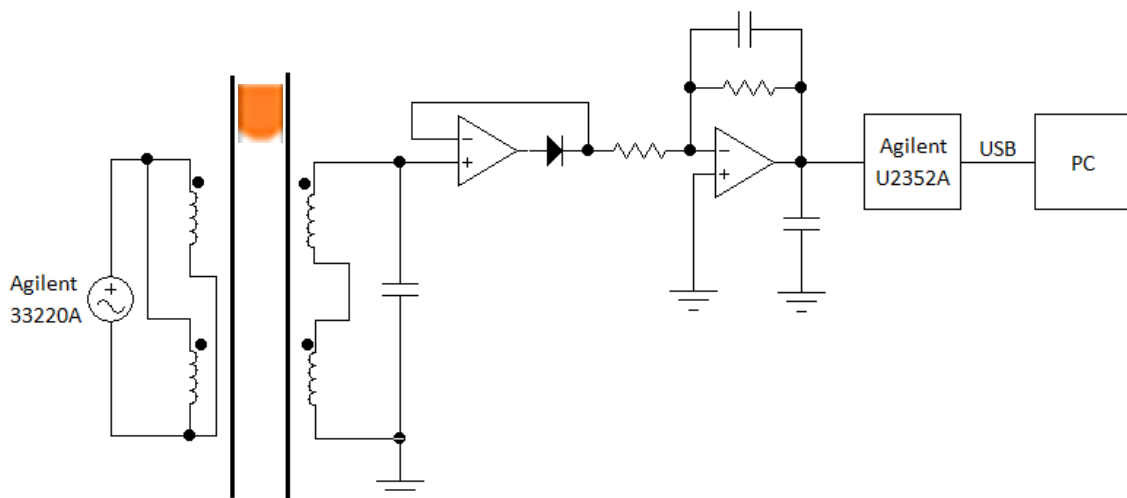 Agilent
33220A
Agilent
U2352A
USB
PC